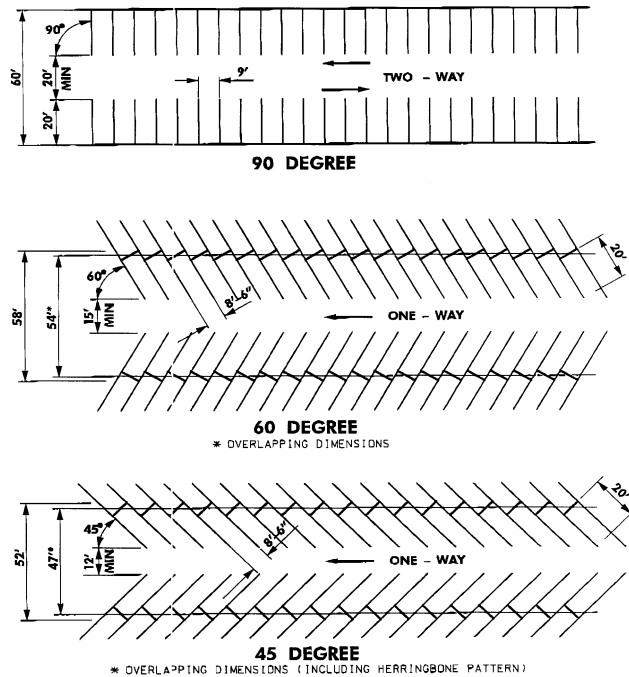 90°
60'
20'
MIN
20'
9'
TWO - WAY
90 DEGREE
60°
58'
54'*
15'
MIN
8'-6"
20'
ONE - WAY
60 DEGREE
* OVERLAPPING DIMENSIONS
45°
52'
47'*
12'
MIN
8'-6"
20'
ONE - WAY
45 DEGREE
* OVERLAPPING DIMENSIONS (INCLUDING HERRINGBONE PATTERN)